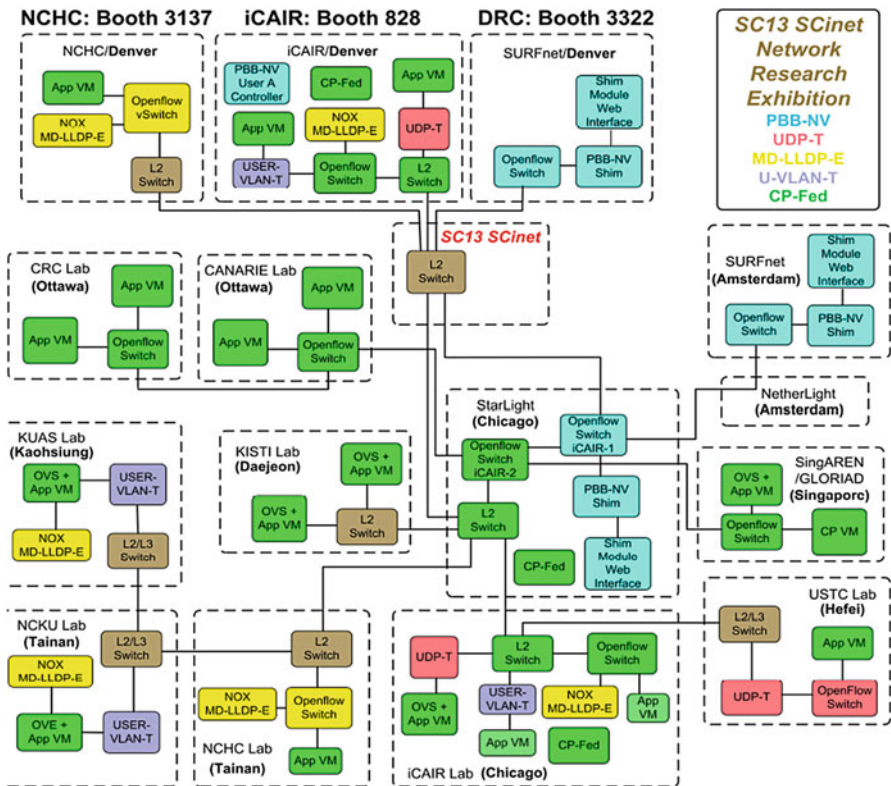 NCHC: Booth 3137
iCAIR: Booth 828
DRC: Booth 3322
NCHC/Denver
App VM
NOX
MD-LLDP-E
Openflow
vSwitch
L2
Switch
iCAIR/Denver
PBB-NV
User A
Controller
CP-Fed
App VM
App VM
NOX
MD-LLDP-E
UDP-T
USER-
VLAN-T
Openflow
Switch
L2
Switch
SURFnet/Denver
Shim
Module
Web
Interface
Openflow
Switch
PBB-NV
Shim
SC13 SCinet
Network
Research
Exhibition
PBB-NV
UDP-T
MD-LLDP-E
U-VLAN-T
CP-Fed
SC13 SCinet
L2
Switch
CRC Lab
(Ottawa)
App VM
App VM
Openflow
Switch
CANARIE Lab
(Ottawa)
App VM
App VM
Openflow
Switch
SURFnet
(Amsterdam)
Shim
Module
Web
Interface
Openflow
Switch
PBB-NV
Shim
NetherLight
(Amsterdam)
StarLight
(Chicago)
Openflow
Switch
iCAIR-1
Openflow
Switch
iCAIR-2
PBB-NV
Shim
L2
Switch
Shim
Module
Web
Interface
CP-Fed
KUAS Lab
(Kaohsiung)
OVS +
App VM
USER-
VLAN-T
NOX
MD-LLDP-E
L2/L3
Switch
KISTI Lab
(Daejeon)
OVS +
App VM
OVS +
App VM
L2
Switch
SingAREN
/GLORIAD
(Singapore)
OVS +
App VM
Openflow
Switch
CP VM
NCKU Lab
(Tainan)
L2/L3
Switch
NOX
MD-LLDP-E
OVE +
App VM
USER-
VLAN-T
L2
Switch
NOX
MD-LLDP-E
Openflow
Switch
NCHC Lab
(Tainan)
App VM
UDP-T
L2
Switch
Openflow
Switch
OVS +
App VM
USER-
VLAN-T
NOX
MD-LLDP-E
App
VM
App VM
CP-Fed
iCAIR Lab (Chicago)
USTC Lab
(Hefei)
L2/L3
Switch
App VM
UDP-T
OpenFlow
Switch